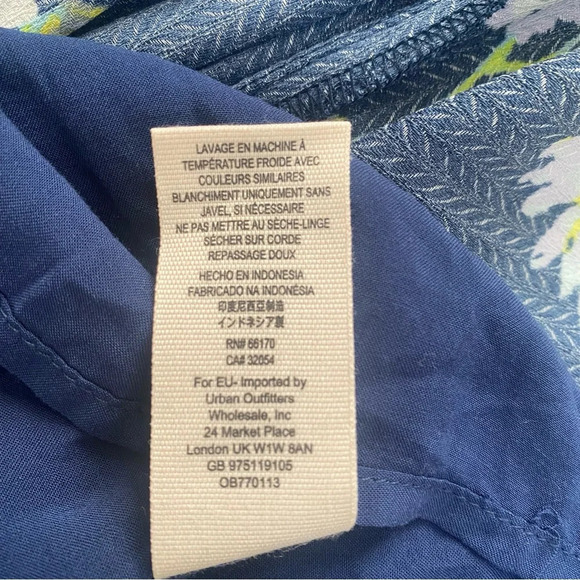 LAVAGE EN MACHINE À
TEMPÉRATURE FROIDE AVEC
COULEURS SIMILAIRES
BLANCHIMENT UNIQUEMENT SANS
JAVEL, SI NÉCESSAIRE
NE PAS METTRE AU SÈCHE-LINGE
SÉCHER SUR CORDE
REPASSAGE DOUX
HECHO EN INDONESIA
FABRICADO NA INDONÉSIA
印度尼西亚制造
インドネシア製
RN# 66170
CA# 32054
For EU- Imported by
Urban Outfitters
Wholesale, Inc
24 Market Place
London UK W1W 8AN
GB 975119105
OB770113